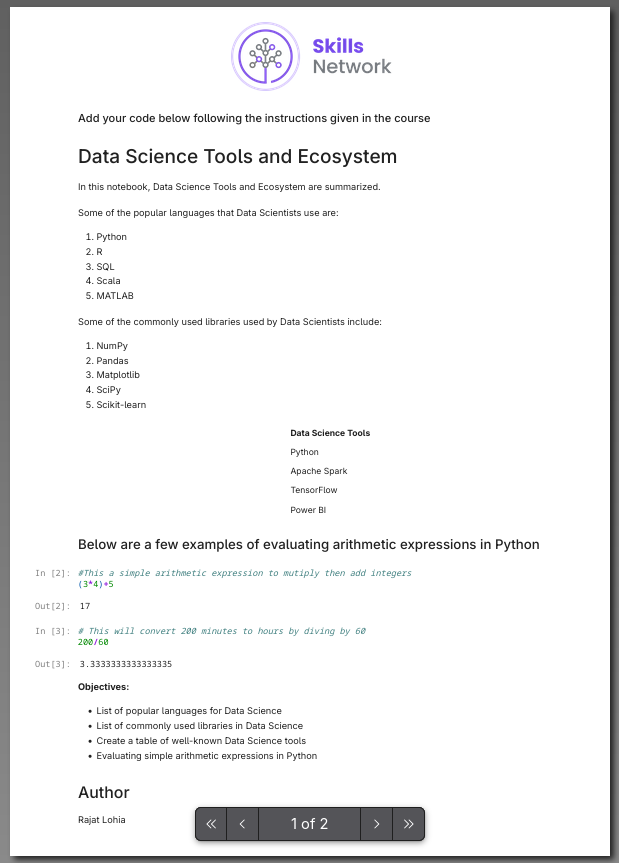 Skills
Network
Add your code below following the instructions given in the course
Data Science Tools and Ecosystem
In this notebook, Data Science Tools and Ecosystem are summarized.
Some of the popular languages that Data Scientists use are:
1. Python
2. R
3. SQL
4. Scala
5. MATLAB
Some of the commonly used libraries used by Data Scientists include:
1. NumPy
2. Pandas
3. Matplotlib
4. SciPy
5. Scikit-learn
Data Science Tools
Python
Apache Spark
TensorFlow
Power BI
Below are a few examples of evaluating arithmetic expressions in Python
In [2]: #This a simple arithmetic expression to mutiply then add integers
(3*4)+5
Out[2]: 17
In [3]: # This will convert 200 minutes to hours by diving by 60
200/60
Out[3]: 3.3333333333333335
Objectives:
• List of popular languages for Data Science
• List of commonly used libraries in Data Science
• Create a table of well-known Data Science tools
• Evaluating simple arithmetic expressions in Python
Author
Rajat Lohia
1 of 2